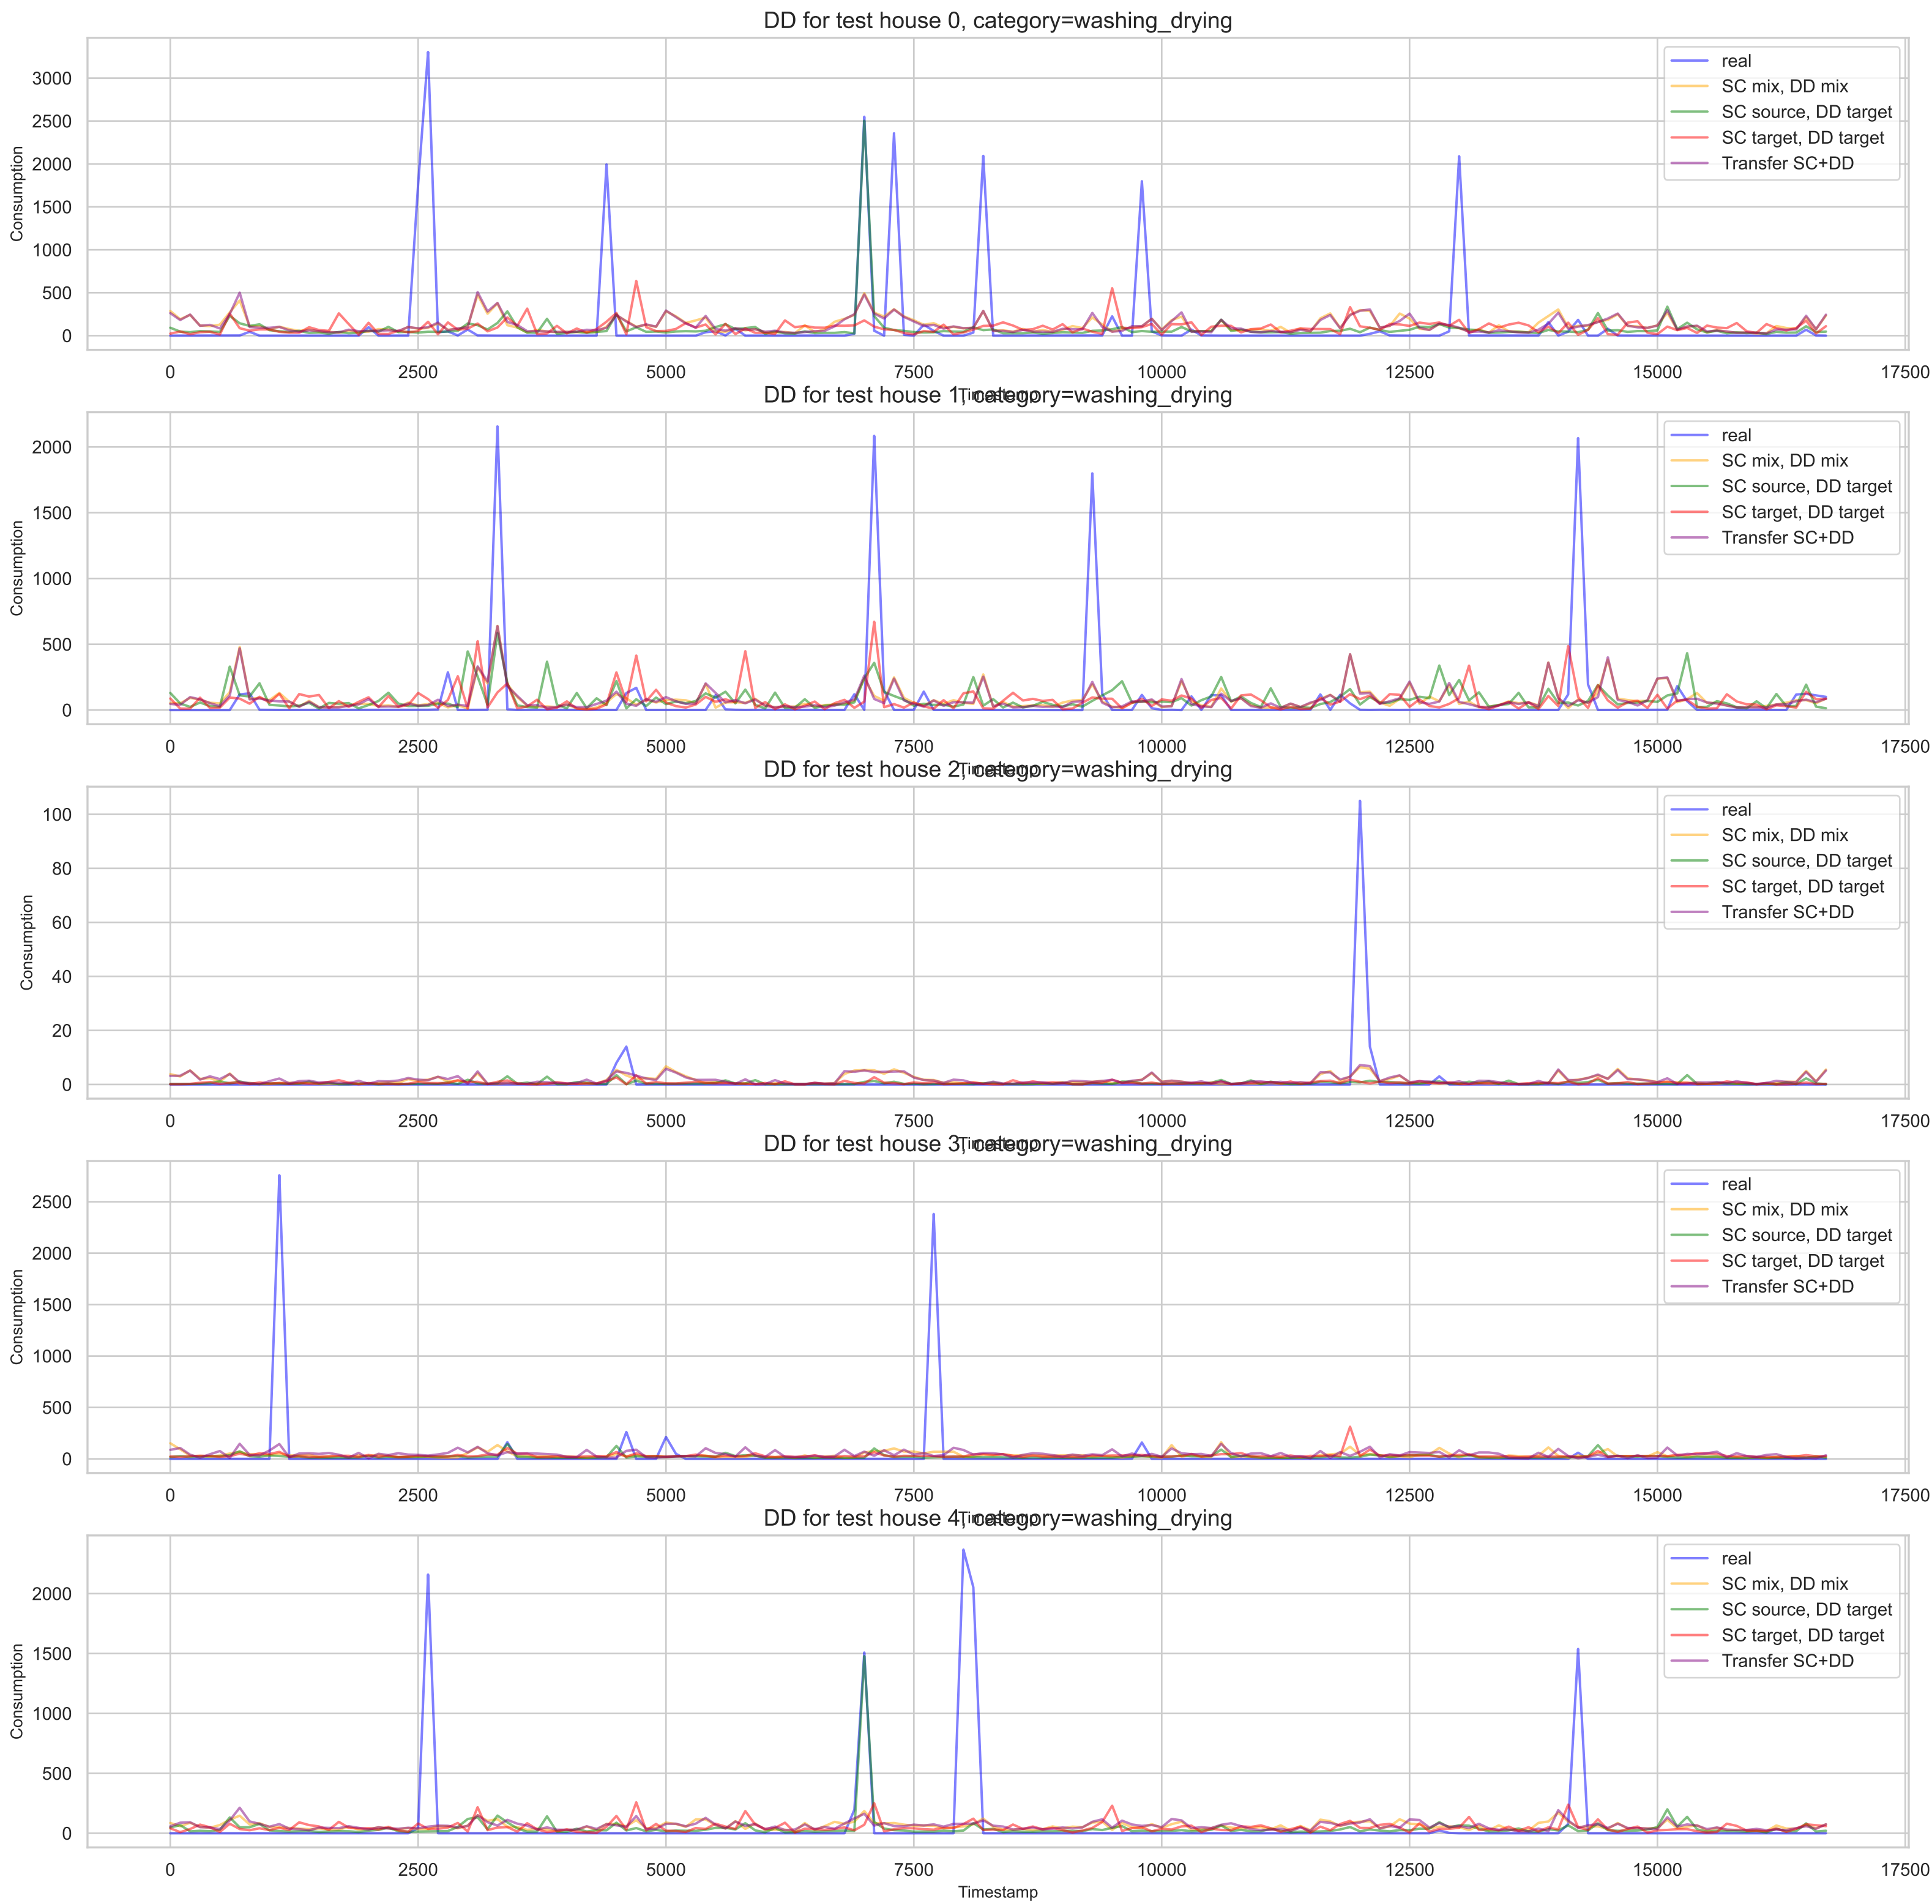 DD for test house 0, category=washing_drying
Consumption
3000
2500
2000
1500
1000
500
0
real
SC mix, DD mix
SC source, DD target
SC target, DD target
Transfer SC+DD
0 2500 5000 7500 10000 12500 15000 17500
Timestamp
DD for test house 1, category=washing_drying
Consumption
2000
1500
1000
500
0
real
SC mix, DD mix
SC source, DD target
SC target, DD target
Transfer SC+DD
0 2500 5000 7500 10000 12500 15000 17500
Timestamp
DD for test house 2, category=washing_drying
Consumption
100
80
60
40
20
0
real
SC mix, DD mix
SC source, DD target
SC target, DD target
Transfer SC+DD
0 2500 5000 7500 10000 12500 15000 17500
Timestamp
DD for test house 3, category=washing_drying
Consumption
2500
2000
1500
1000
500
0
real
SC mix, DD mix
SC source, DD target
SC target, DD target
Transfer SC+DD
0 2500 5000 7500 10000 12500 15000 17500
Timestamp
DD for test house 4, category=washing_drying
Consumption
2000
1500
1000
500
0
real
SC mix, DD mix
SC source, DD target
SC target, DD target
Transfer SC+DD
0 2500 5000 7500 10000 12500 15000 17500
Timestamp